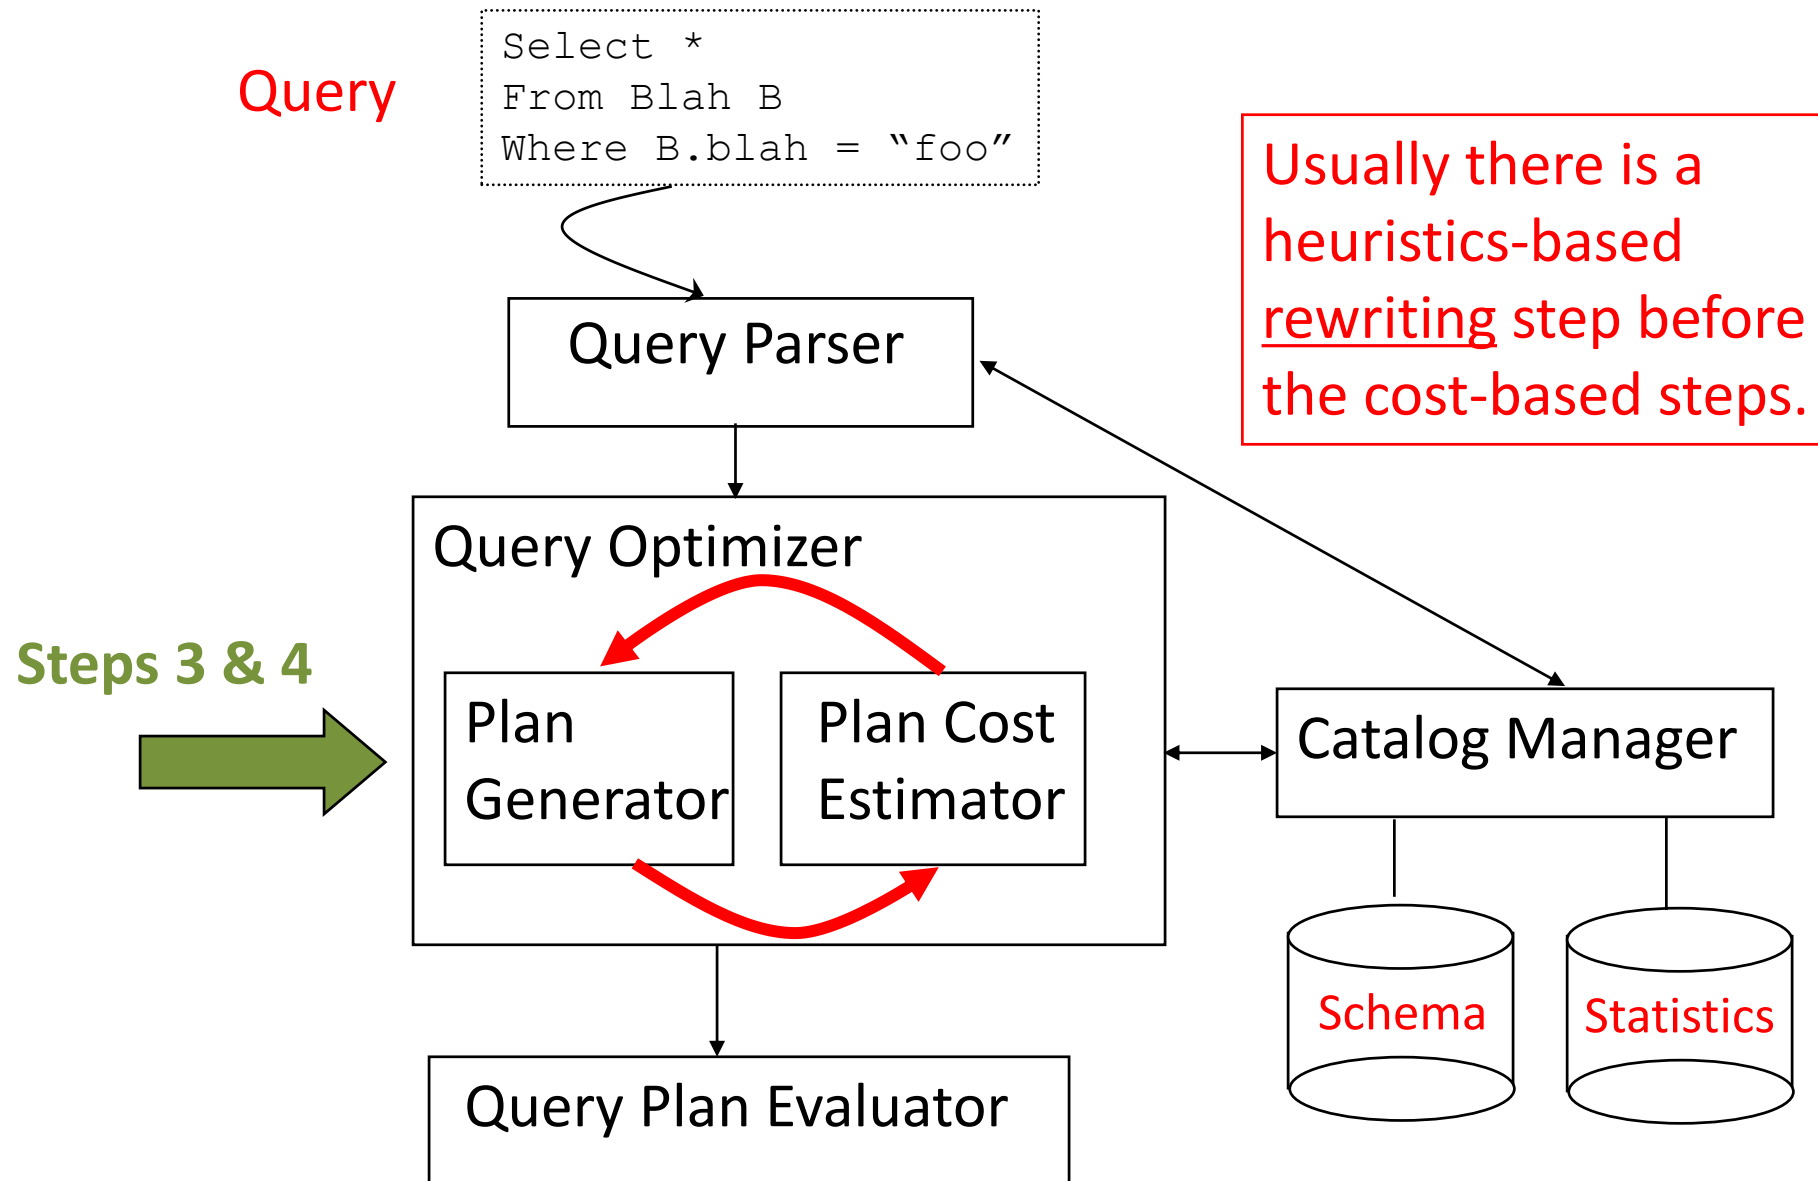 Query
Select *
From Blah B
Where B.blah = “foo”
Usually there is a
heuristics-based
rewriting step before
the cost-based steps.
Query Parser
Query Optimizer
Steps 3 & 4
Plan
Generator
Plan Cost
Estimator
Catalog Manager
Schema
Statistics
Query Plan Evaluator